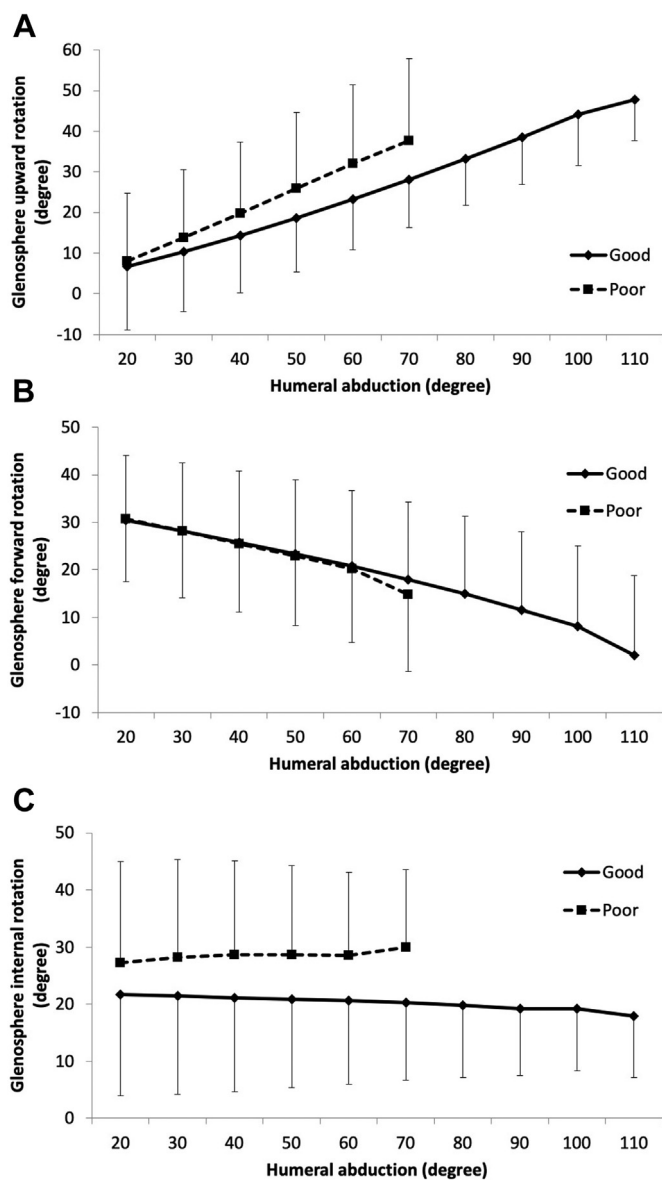 A
Glenosphere upward rotation
(degree)
60
50
40
30
20
10
0
-10
Good
Poor
20 30 40 50 60 70 80 90 100 110
Humeral abduction (degree)
B
Glenosphere forward rotation
(degree)
50
40
30
20
10
0
-10
Good
Poor
20 30 40 50 60 70 80 90 100 110
Humeral abduction (degree)
C
Glenosphere internal rotation
(degree)
50
40
30
20
10
0
Good
Poor
20 30 40 50 60 70 80 90 100 110
Humeral abduction (degree)